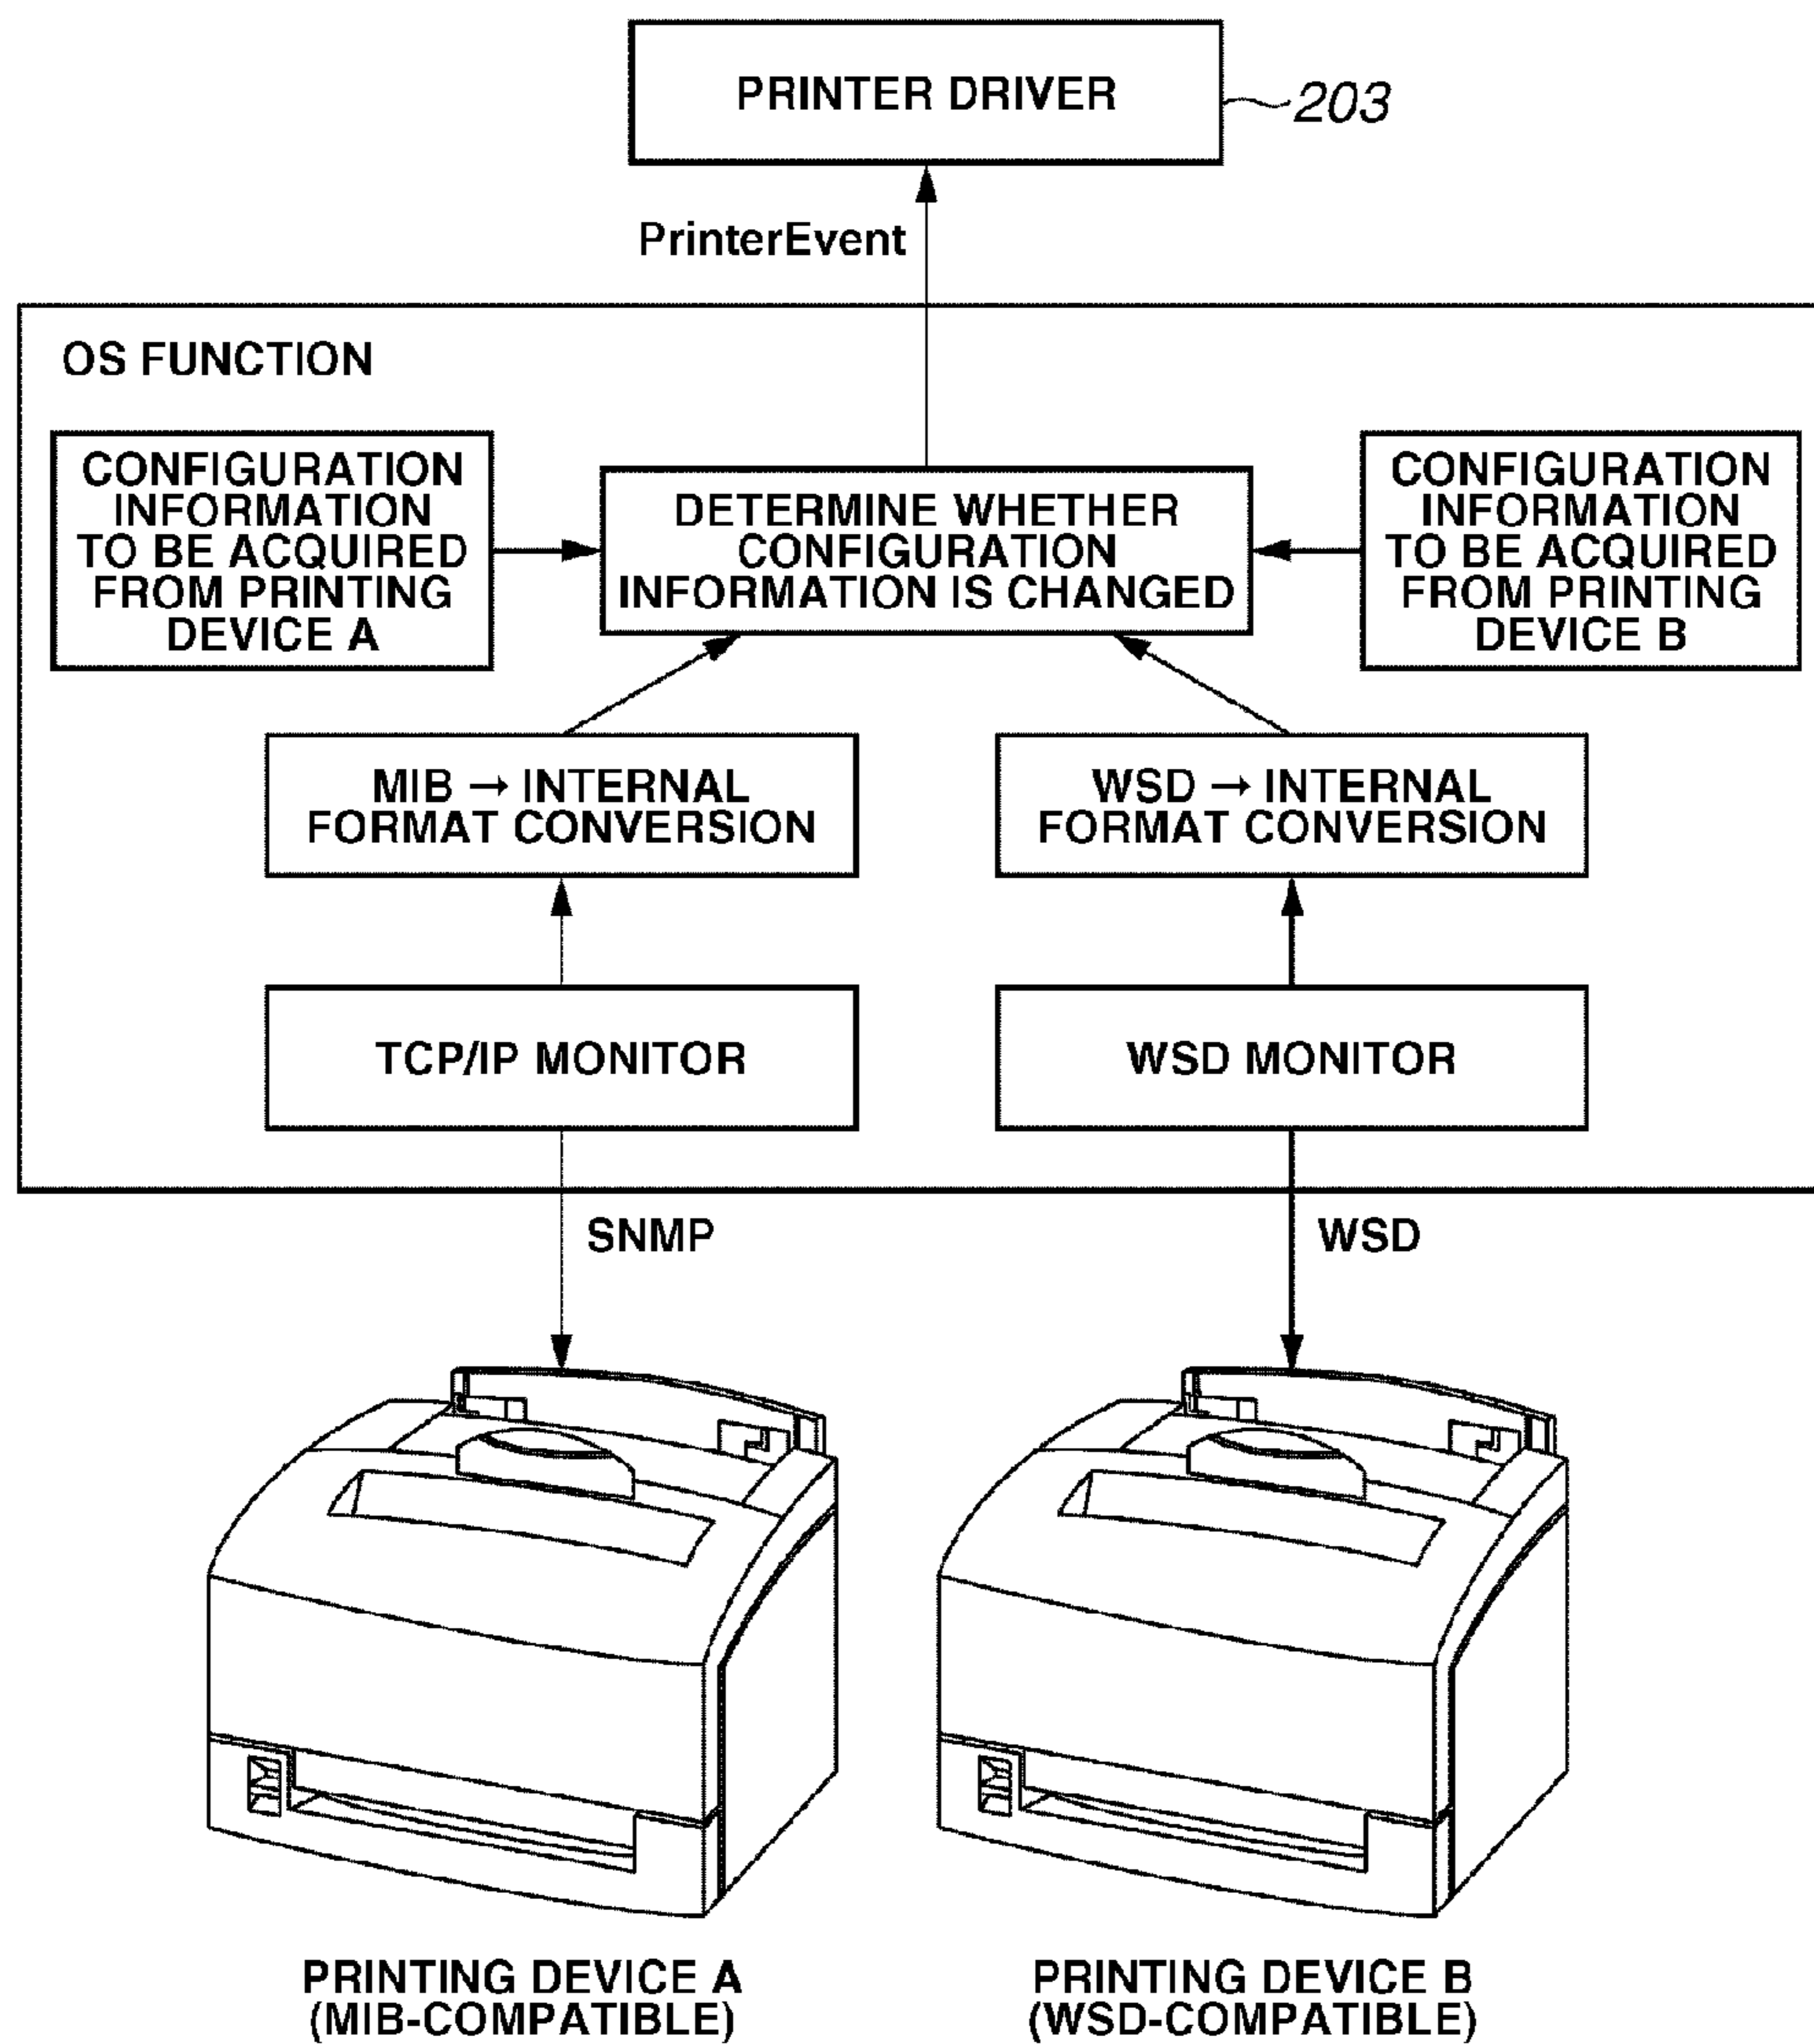 PRINTER DRIVER
203
PrinterEvent
OS FUNCTION
CONFIGURATION
INFORMATION
TO BE ACQUIRED
FROM PRINTING
DEVICE A
DETERMINE WHETHER
CONFIGURATION
INFORMATION IS CHANGED
CONFIGURATION
INFORMATION
TO BE ACQUIRED
FROM PRINTING
DEVICE B
MIB → INTERNAL
FORMAT CONVERSION
WSD → INTERNAL
FORMAT CONVERSION
TCP/IP MONITOR
WSD MONITOR
SNMP
WSD
PRINTING DEVICE A
(MIB-COMPATIBLE)
PRINTING DEVICE B
(WSD-COMPATIBLE)